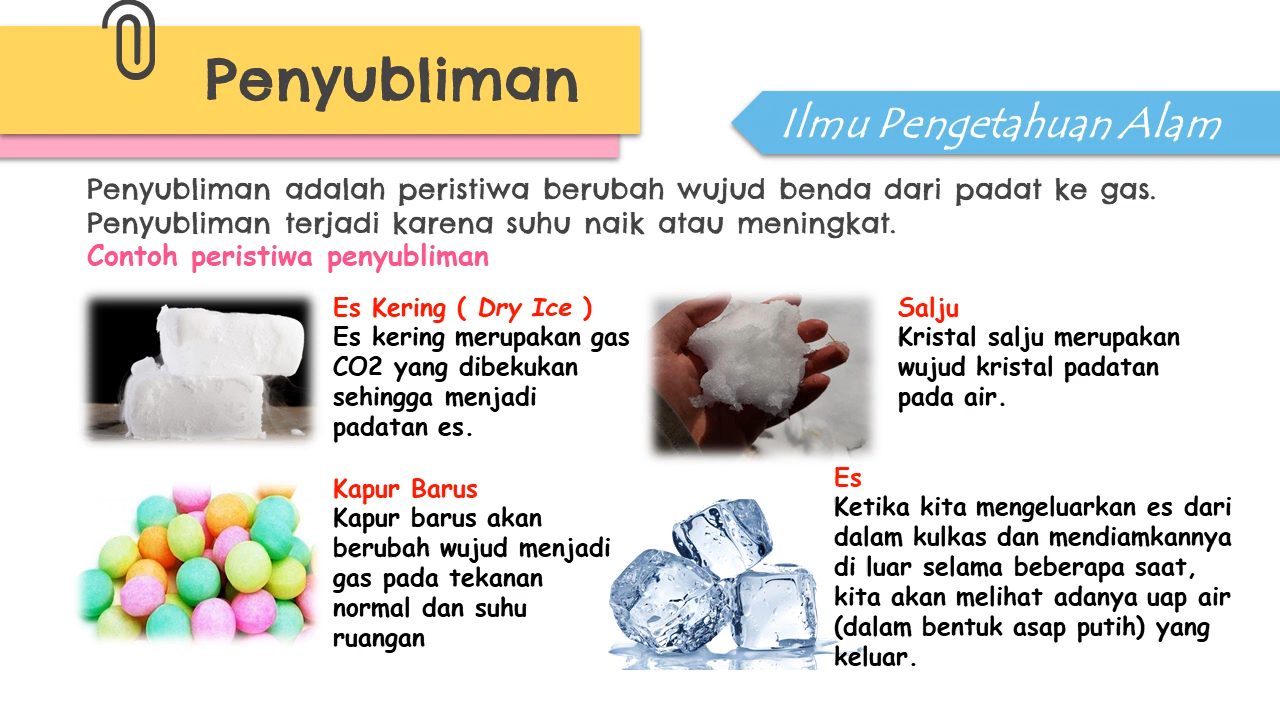 Penyubliman
Ilmu Pengetahuan Alam
Penyubliman adalah peristiwa berubah wujud benda dari padat ke gas.
Penyubliman terjadi karena suhu naik atau meningkat.
Contoh peristiwa penyubliman
Es Kering ( Dry Ice )
Es kering merupakan gas
CO2 yang dibekukan
sehingga menjadi
padatan es.
Salju
Kristal salju merupakan
wujud kristal padatan
pada air.
Kapur Barus
Kapur barus akan
berubah wujud menjadi
gas pada tekanan
normal dan suhu
ruangan
Es
Ketika kita mengeluarkan es dari
dalam kulkas dan mendiamkannya
di luar selama beberapa saat,
kita akan melihat adanya uap air
(dalam bentuk asap putih) yang
keluar.